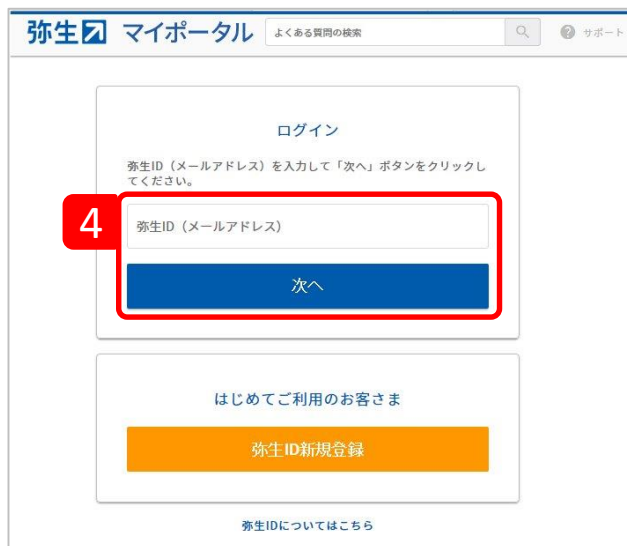 弥生 マイポータル よくある質問の検索 サポート
ログイン
弥生ID（メールアドレス）を入力して「次へ」ボタンをクリックし
てください。
4
弥生ID（メールアドレス）
次へ
はじめてご利用のお客さま
弥生ID新規登録
弥生IDについてはこちら